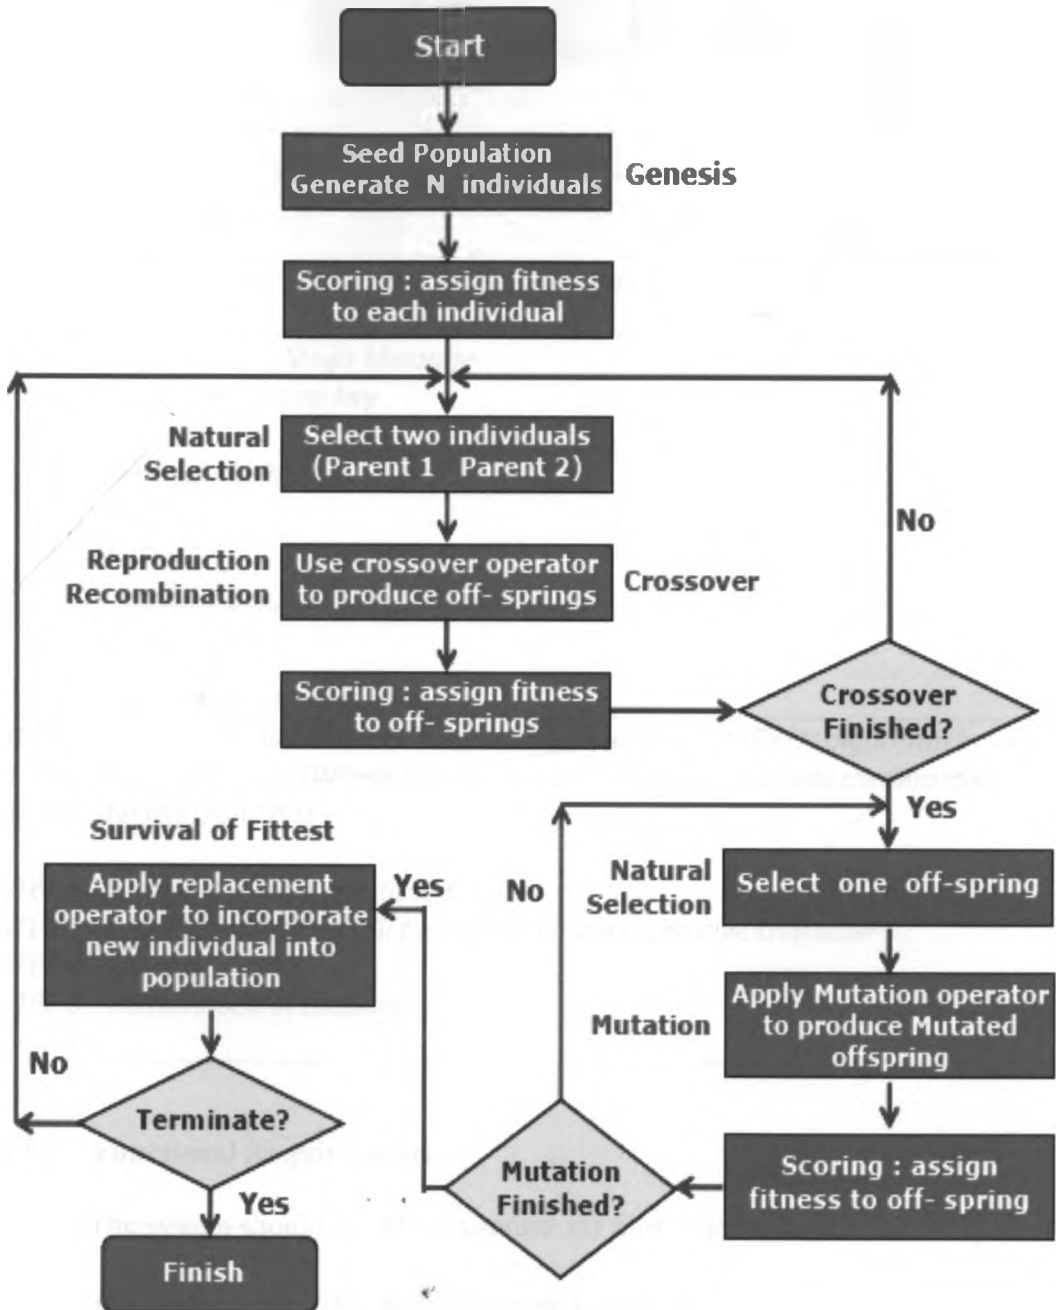 Start
Seed Population
Generate N individuals
Genesis
Scoring : assign fitness
to each individual
Natural
Selection
Select two individuals
(Parent 1 Parent 2)
No
Reproduction
Recombination
Use crossover operator
to produce off- springs
Crossover
Scoring : assign fitness
to off- springs
Crossover
Finished?
Yes
Survival of Fittest
Apply replacement
operator to incorporate
new individual into
population
Yes
No
Natural
Selection
Select one off-spring
Mutation
Apply Mutation operator
to produce Mutated
offspring
No
Terminate?
Mutation
Finished?
Scoring : assign
fitness to off- spring
Yes
Finish